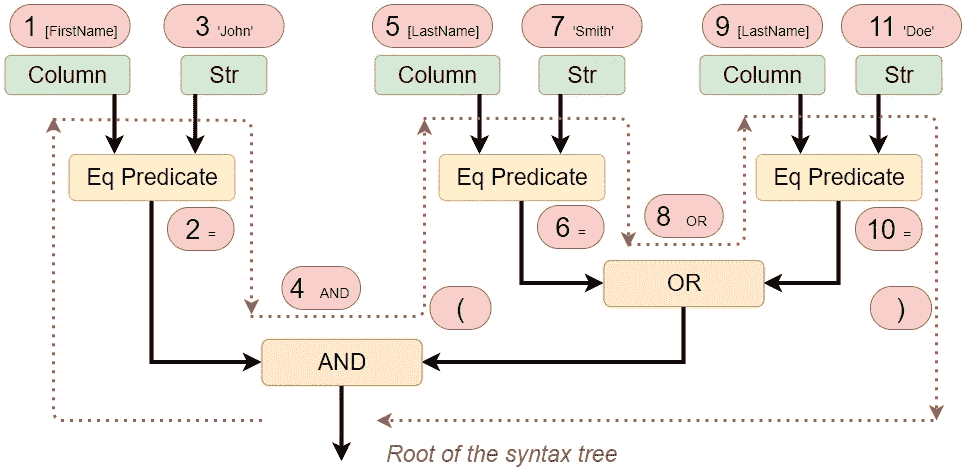 1 [FirstName] 3 'John' 5 [LastName] 7 'Smith' 9 [LastName] 11 'Doe'
Column Str Column Str Column Str
Eq Predicate Eq Predicate Eq Predicate
2 = 6 = 8 OR 10 =
OR
4 AND ( )
AND
Root of the syntax tree